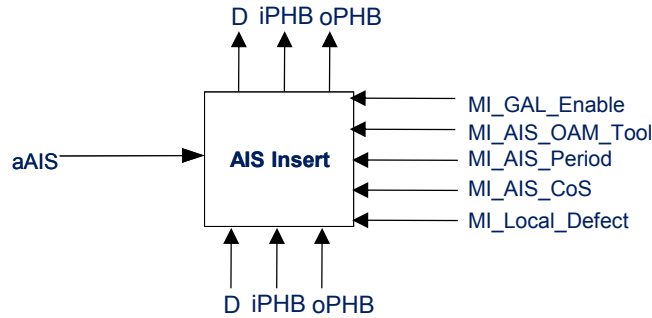 D iPHB oPHB
MI_GAL_Enable
MI_AIS_OAM_Tool
aAIS AIS Insert MI_AIS_Period
MI_AIS_CoS
MI_Local_Defect
D iPHB oPHB